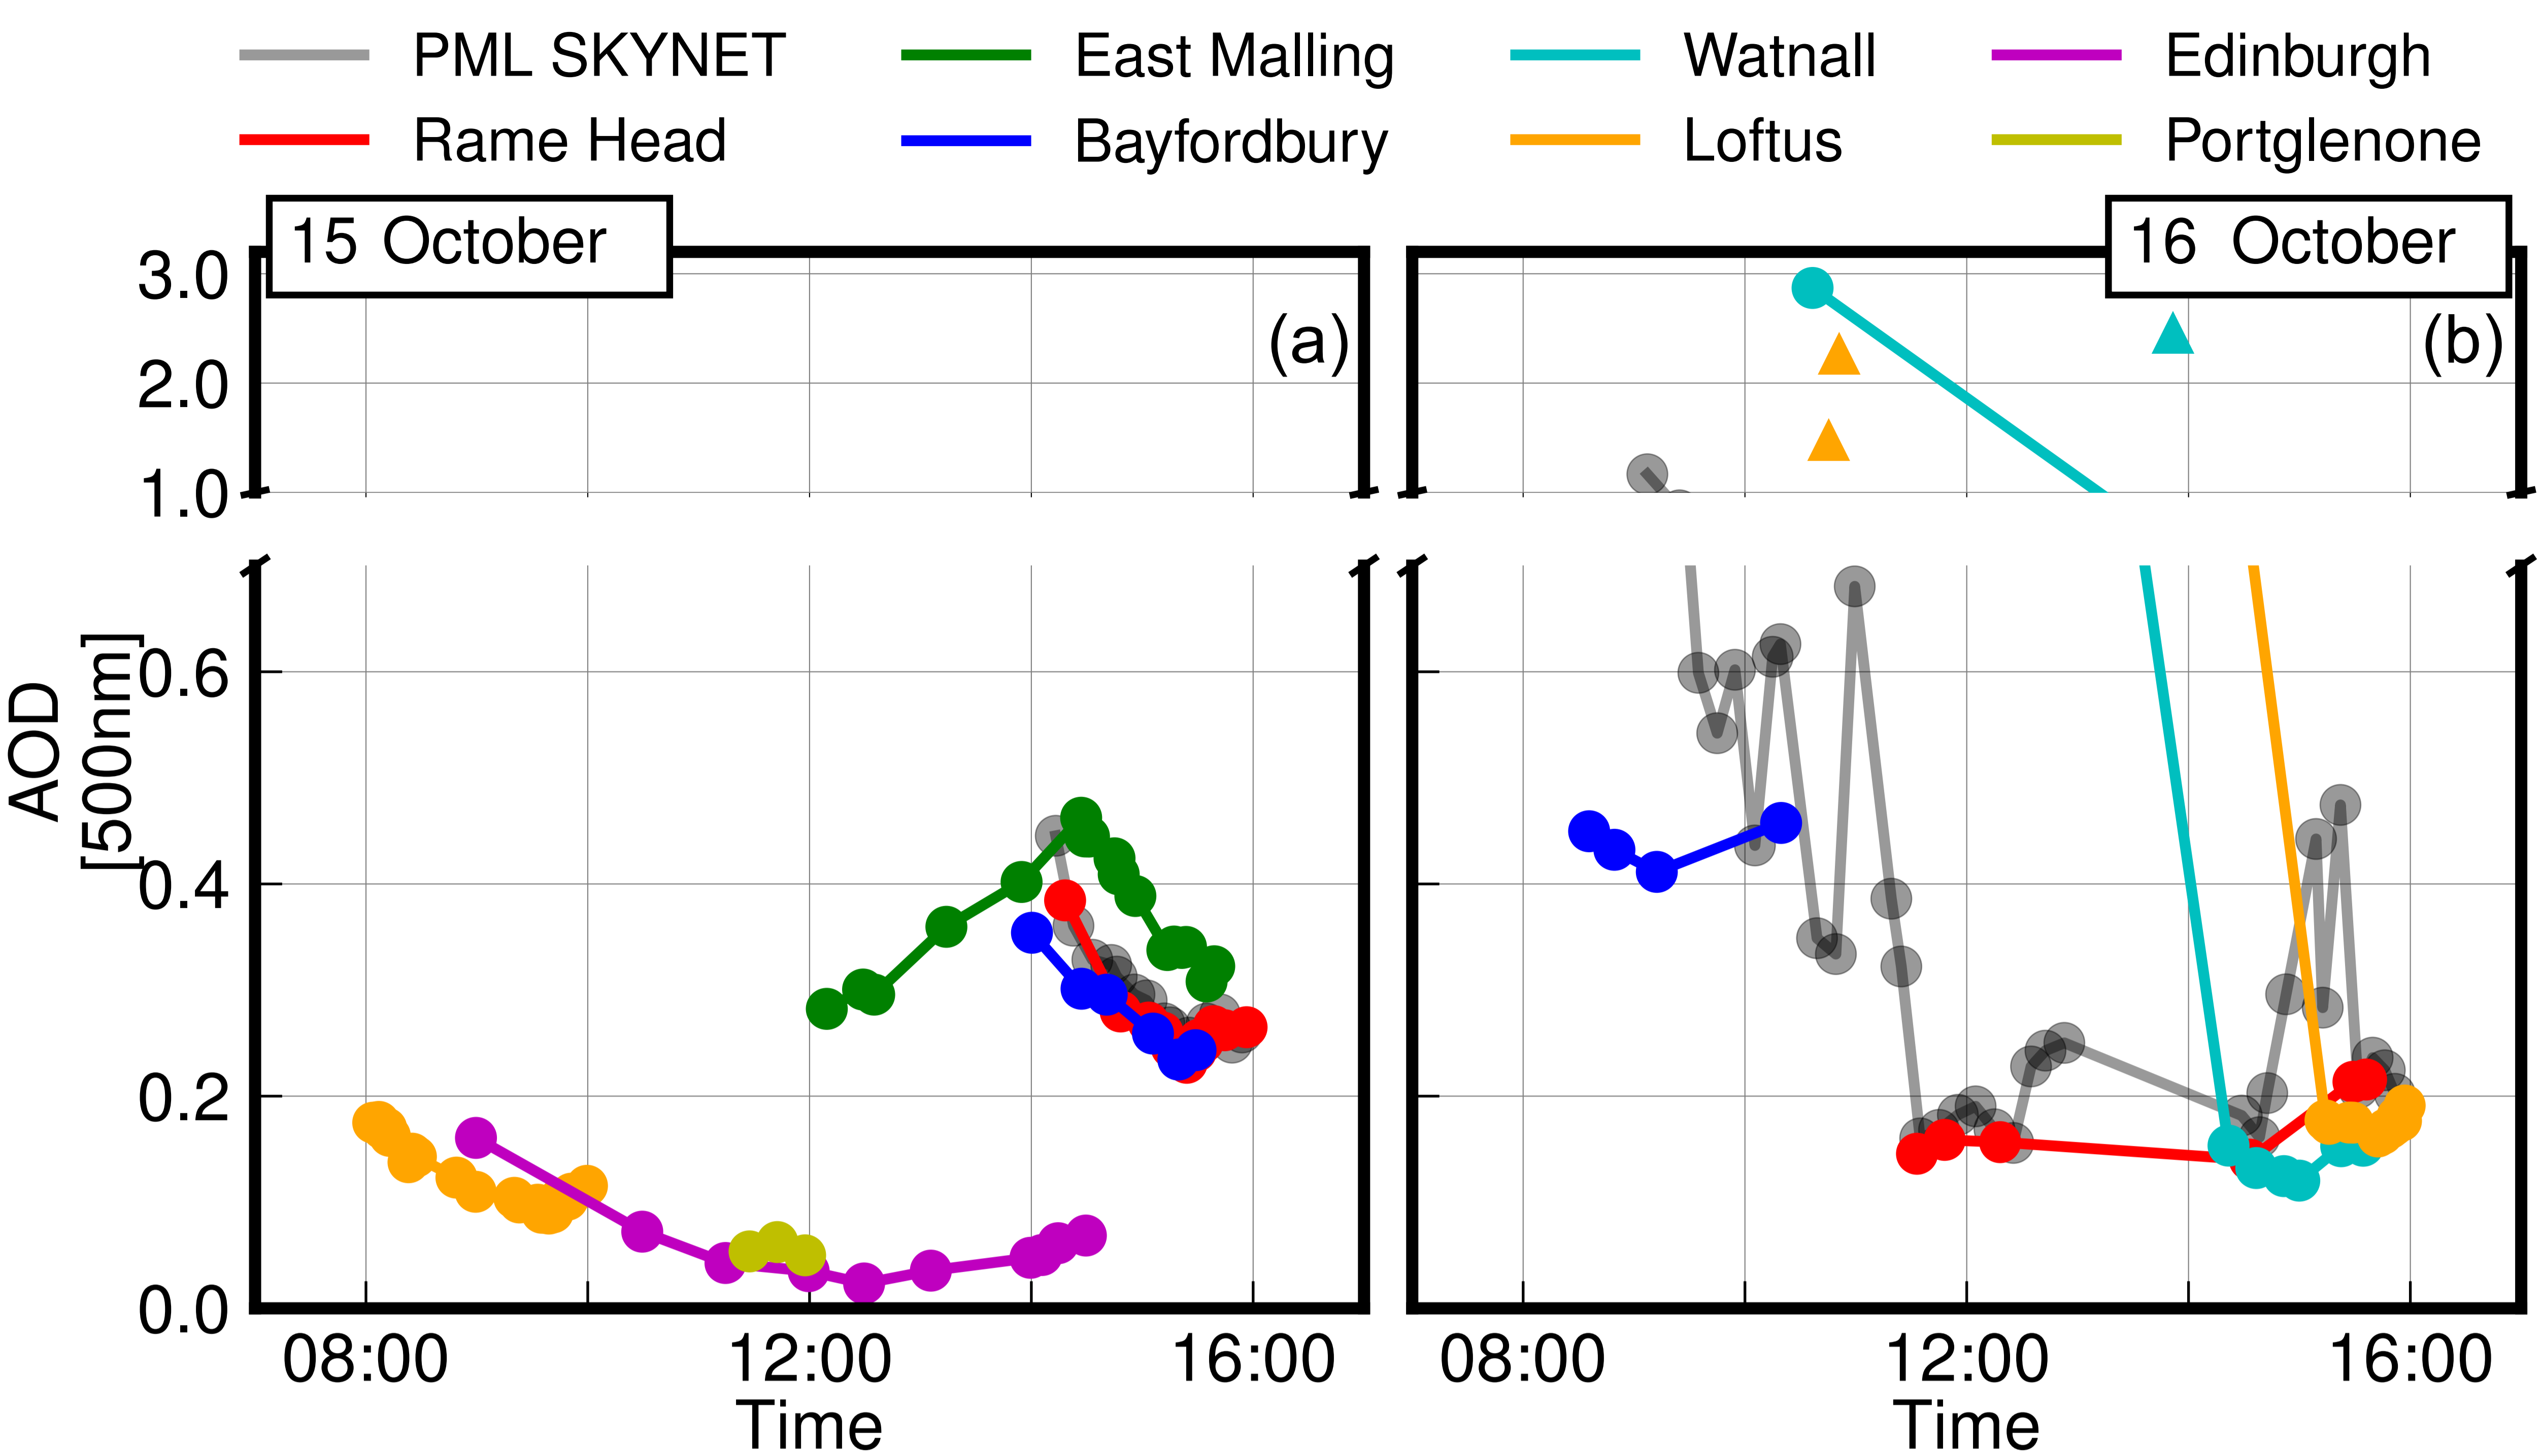 PML SKYNET East Malling Watnall Edinburgh
Rame Head Bayfordbury Loftus Portglenone
15 October
16 October
3.0
(a)
(b)
2.0
1.0
AOD
[500nm]
0.6
0.4
0.2
0.0
08:00 12:00 16:00 08:00 12:00 16:00
Time Time